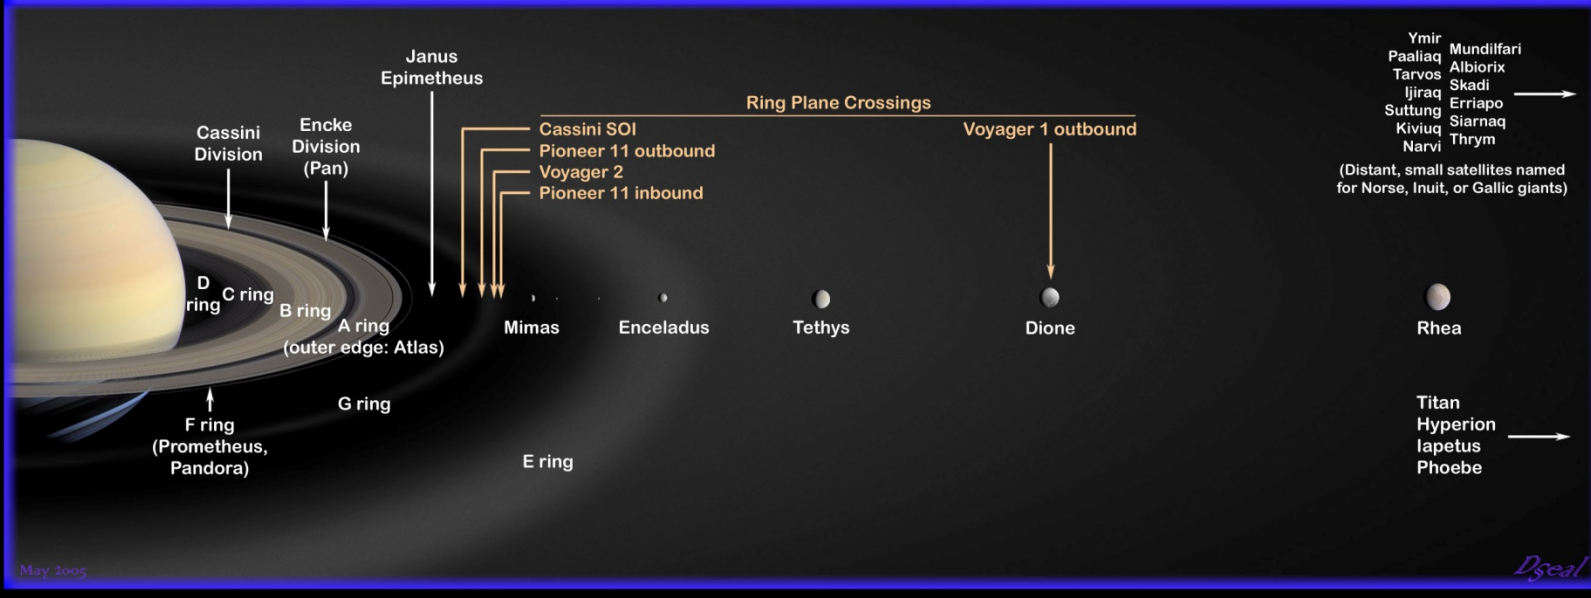 Janus
Epimetheus
Cassini
Division
Encke
Division
(Pan)
Ring Plane Crossings
Cassini SOI
Pioneer 11 outbound
Voyager 2
Pioneer 11 inbound
Voyager 1 outbound
Ymir
Paaliaq
Tarvos
Ijiraq
Suttung
Kiviuq
Narvi
Mundilfari
Albiorix
Skadi
Erriapo
Siarnaq
Thrym
(Distant, small satellites named
for Norse, Inuit, or Gallic giants)
D
ring
C ring
B ring
A ring
(outer edge: Atlas)
Mimas
Enceladus
Tethys
Dione
Rhea
G ring
F ring
(Prometheus,
Pandora)
E ring
Titan
Hyperion
Iapetus
Phoebe
May 2005
DSeal